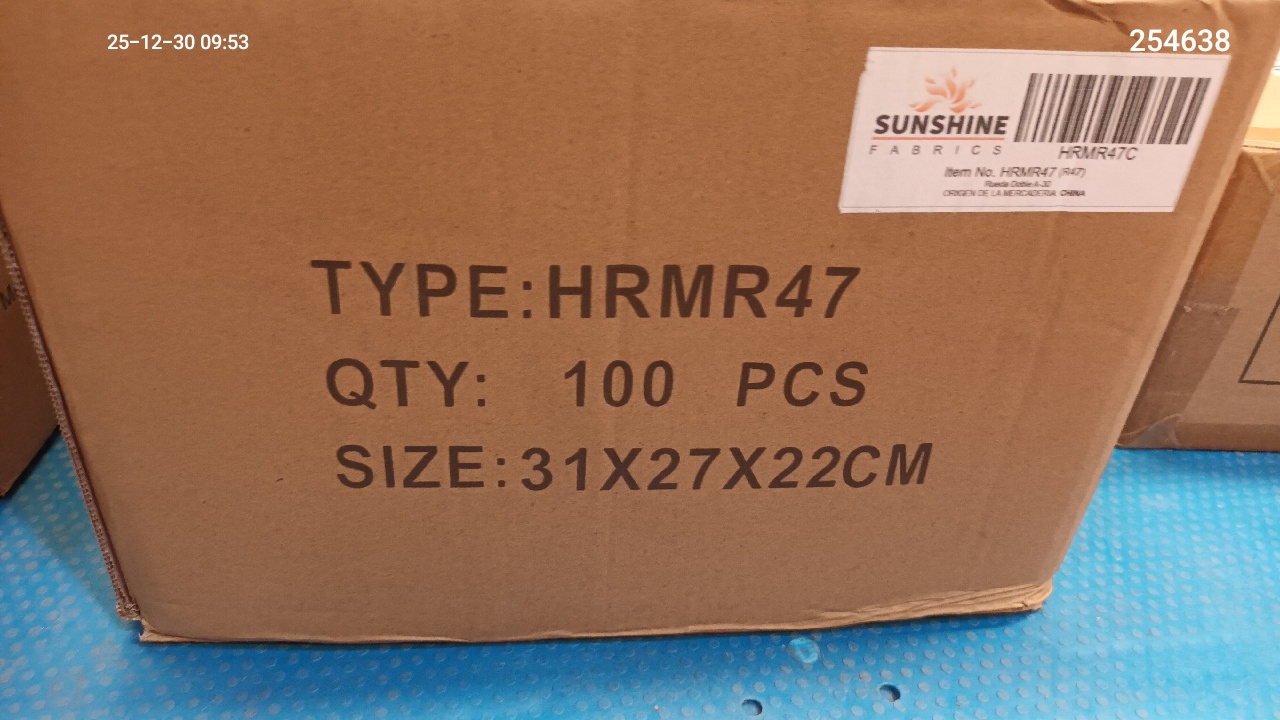 25-12-30 09:53
254638
SUNSHINE
FABRICS
HRMR47C
Item No. HRMR47 (R47)
Rueda Doble A-30
ORIGEN DE LA MERCADERIA CHINA
TYPE:HRMR47
QTY: 100 PCS
SIZE:31X27X22CM
M